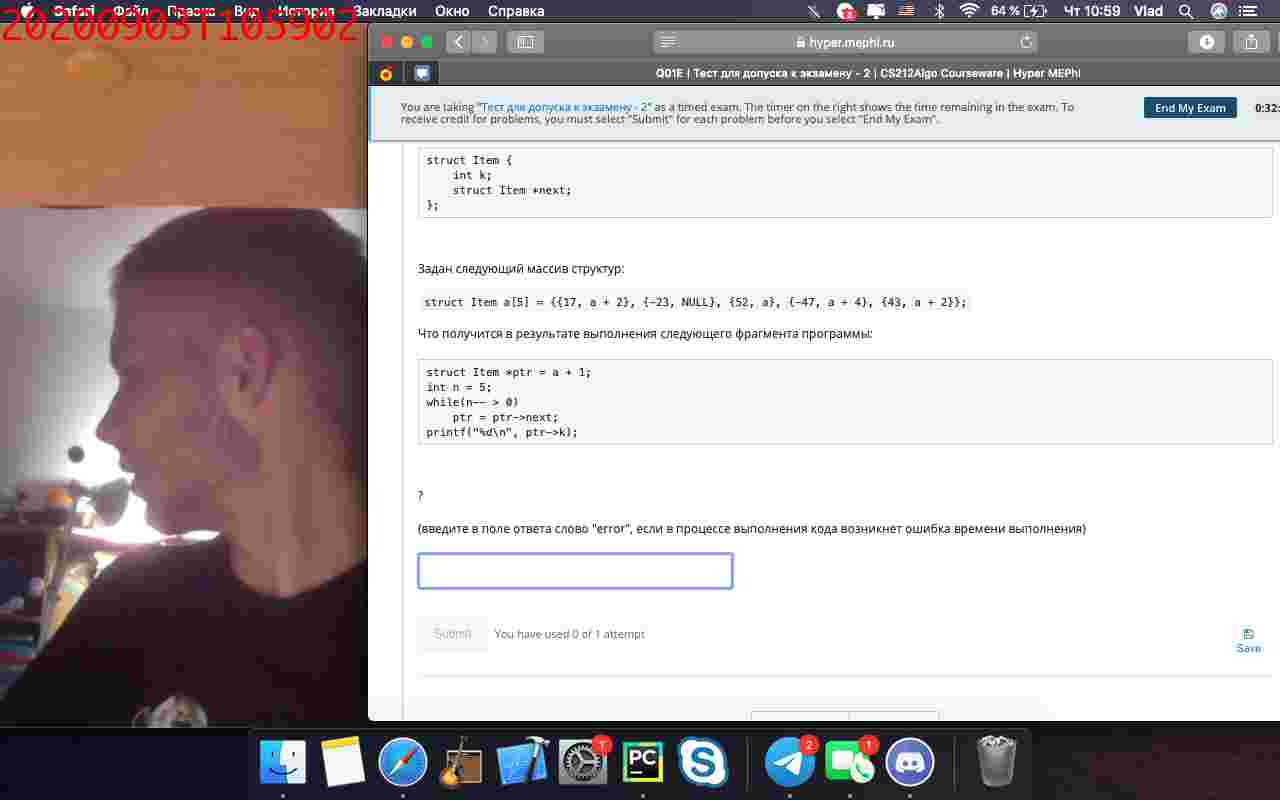 Safari Файл Правка Вид История Закладки Окно Справка 64 % Чт 10:59 Vlad
20200903T105902
hyper.mephi.ru
Q01E | Тест для допуска к экзамену - 2 | CS212Algo Courseware | Hyper MEPhI
You are taking "Тест для допуска к экзамену - 2" as a timed exam. The timer on the right shows the time remaining in the exam. To
receive credit for problems, you must select "Submit" for each problem before you select "End My Exam".
End My Exam
0:32:
struct Item {
int k;
struct Item *next;
};
Задан следующий массив структур:
struct Item a[5] = {{17, a + 2}, {-23, NULL}, {52, a}, {-47, a + 4}, {43, a + 2}};
Что получится в результате выполнения следующего фрагмента программы:
struct Item *ptr = a + 1;
int n = 5;
while(n-- > 0)
ptr = ptr->next;
printf("%d\n", ptr->k);
?
(введите в поле ответа слово "error", если в процессе выполнения кода возникнет ошибка времени выполнения)
Submit
You have used 0 of 1 attempt
Save
PC
2
1